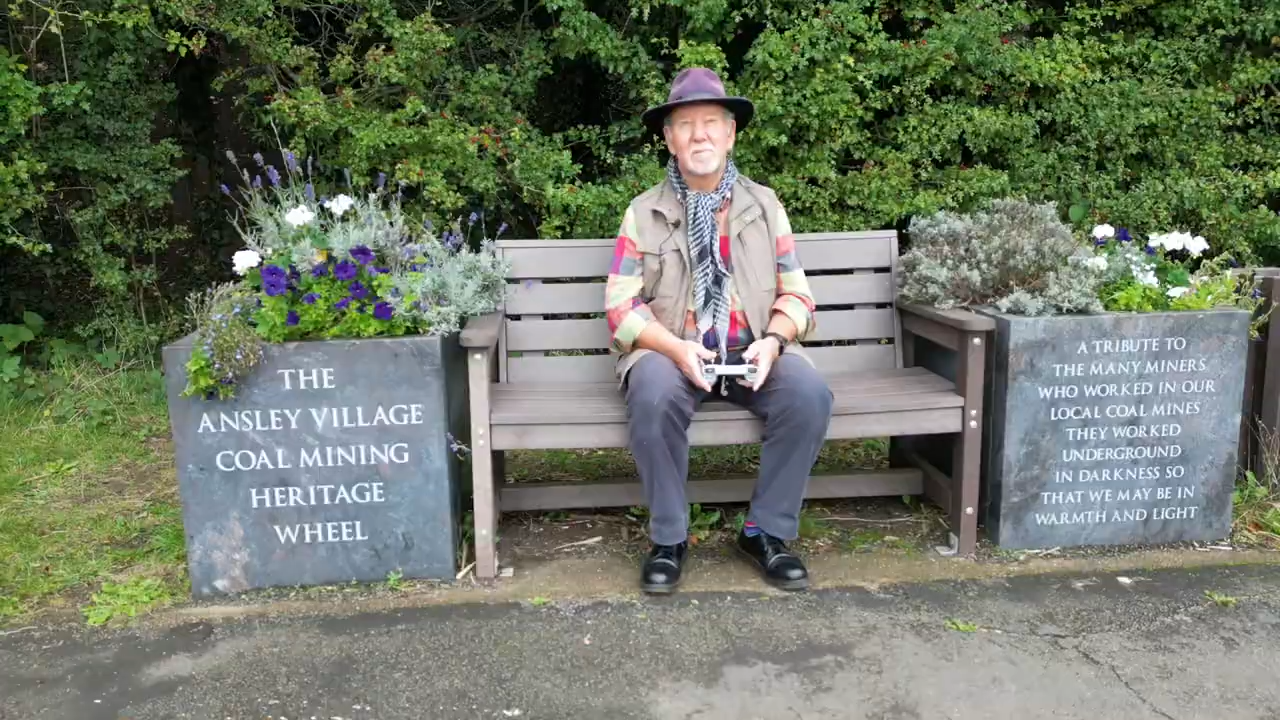 THE
ANSLEY VILLAGE
COAL MINING
HERITAGE
WHEEL
A TRIBUTE TO
THE MANY MINERS
WHO WORKED IN OUR
LOCAL COAL MINES
THEY WORKED
UNDERGROUND
IN DARKNESS SO
THAT WE MAY BE IN
WARMTH AND LIGHT